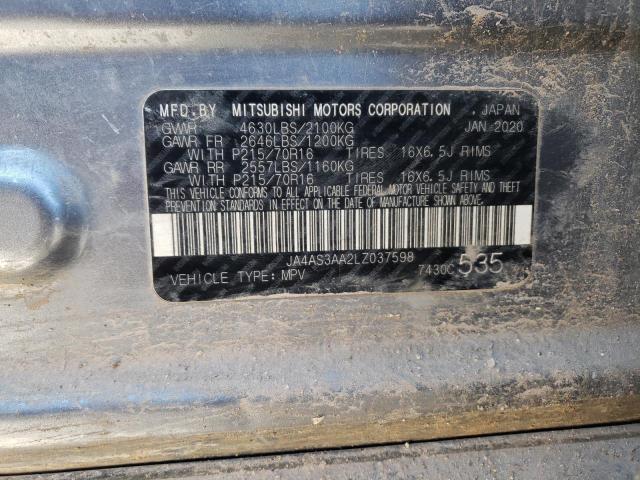 MFD.BY MITSUBISHI MOTORS CORPORATION , JAPAN
GVWR 4630LBS/2100KG JAN 2020
GAWR FR 2646LBS/1200KG
WITH P215/70R16 TIRES 16X6.5J RIMS
GAWR RR 2557LBS/1160KG
WITH P215/70R16 TIRES 16X6.5J RIMS
THIS VEHICLE CONFORMS TO ALL APPLICABLE FEDERAL MOTOR VEHICLE SAFETY AND THEFT
PREVENTION STANDARDS IN EFFECT ON THE DATE OF MANUFACTURE SHOWN ABOVE.
JA4AS3AA2LZ037598
VEHICLE TYPE: MPV 7430C 535